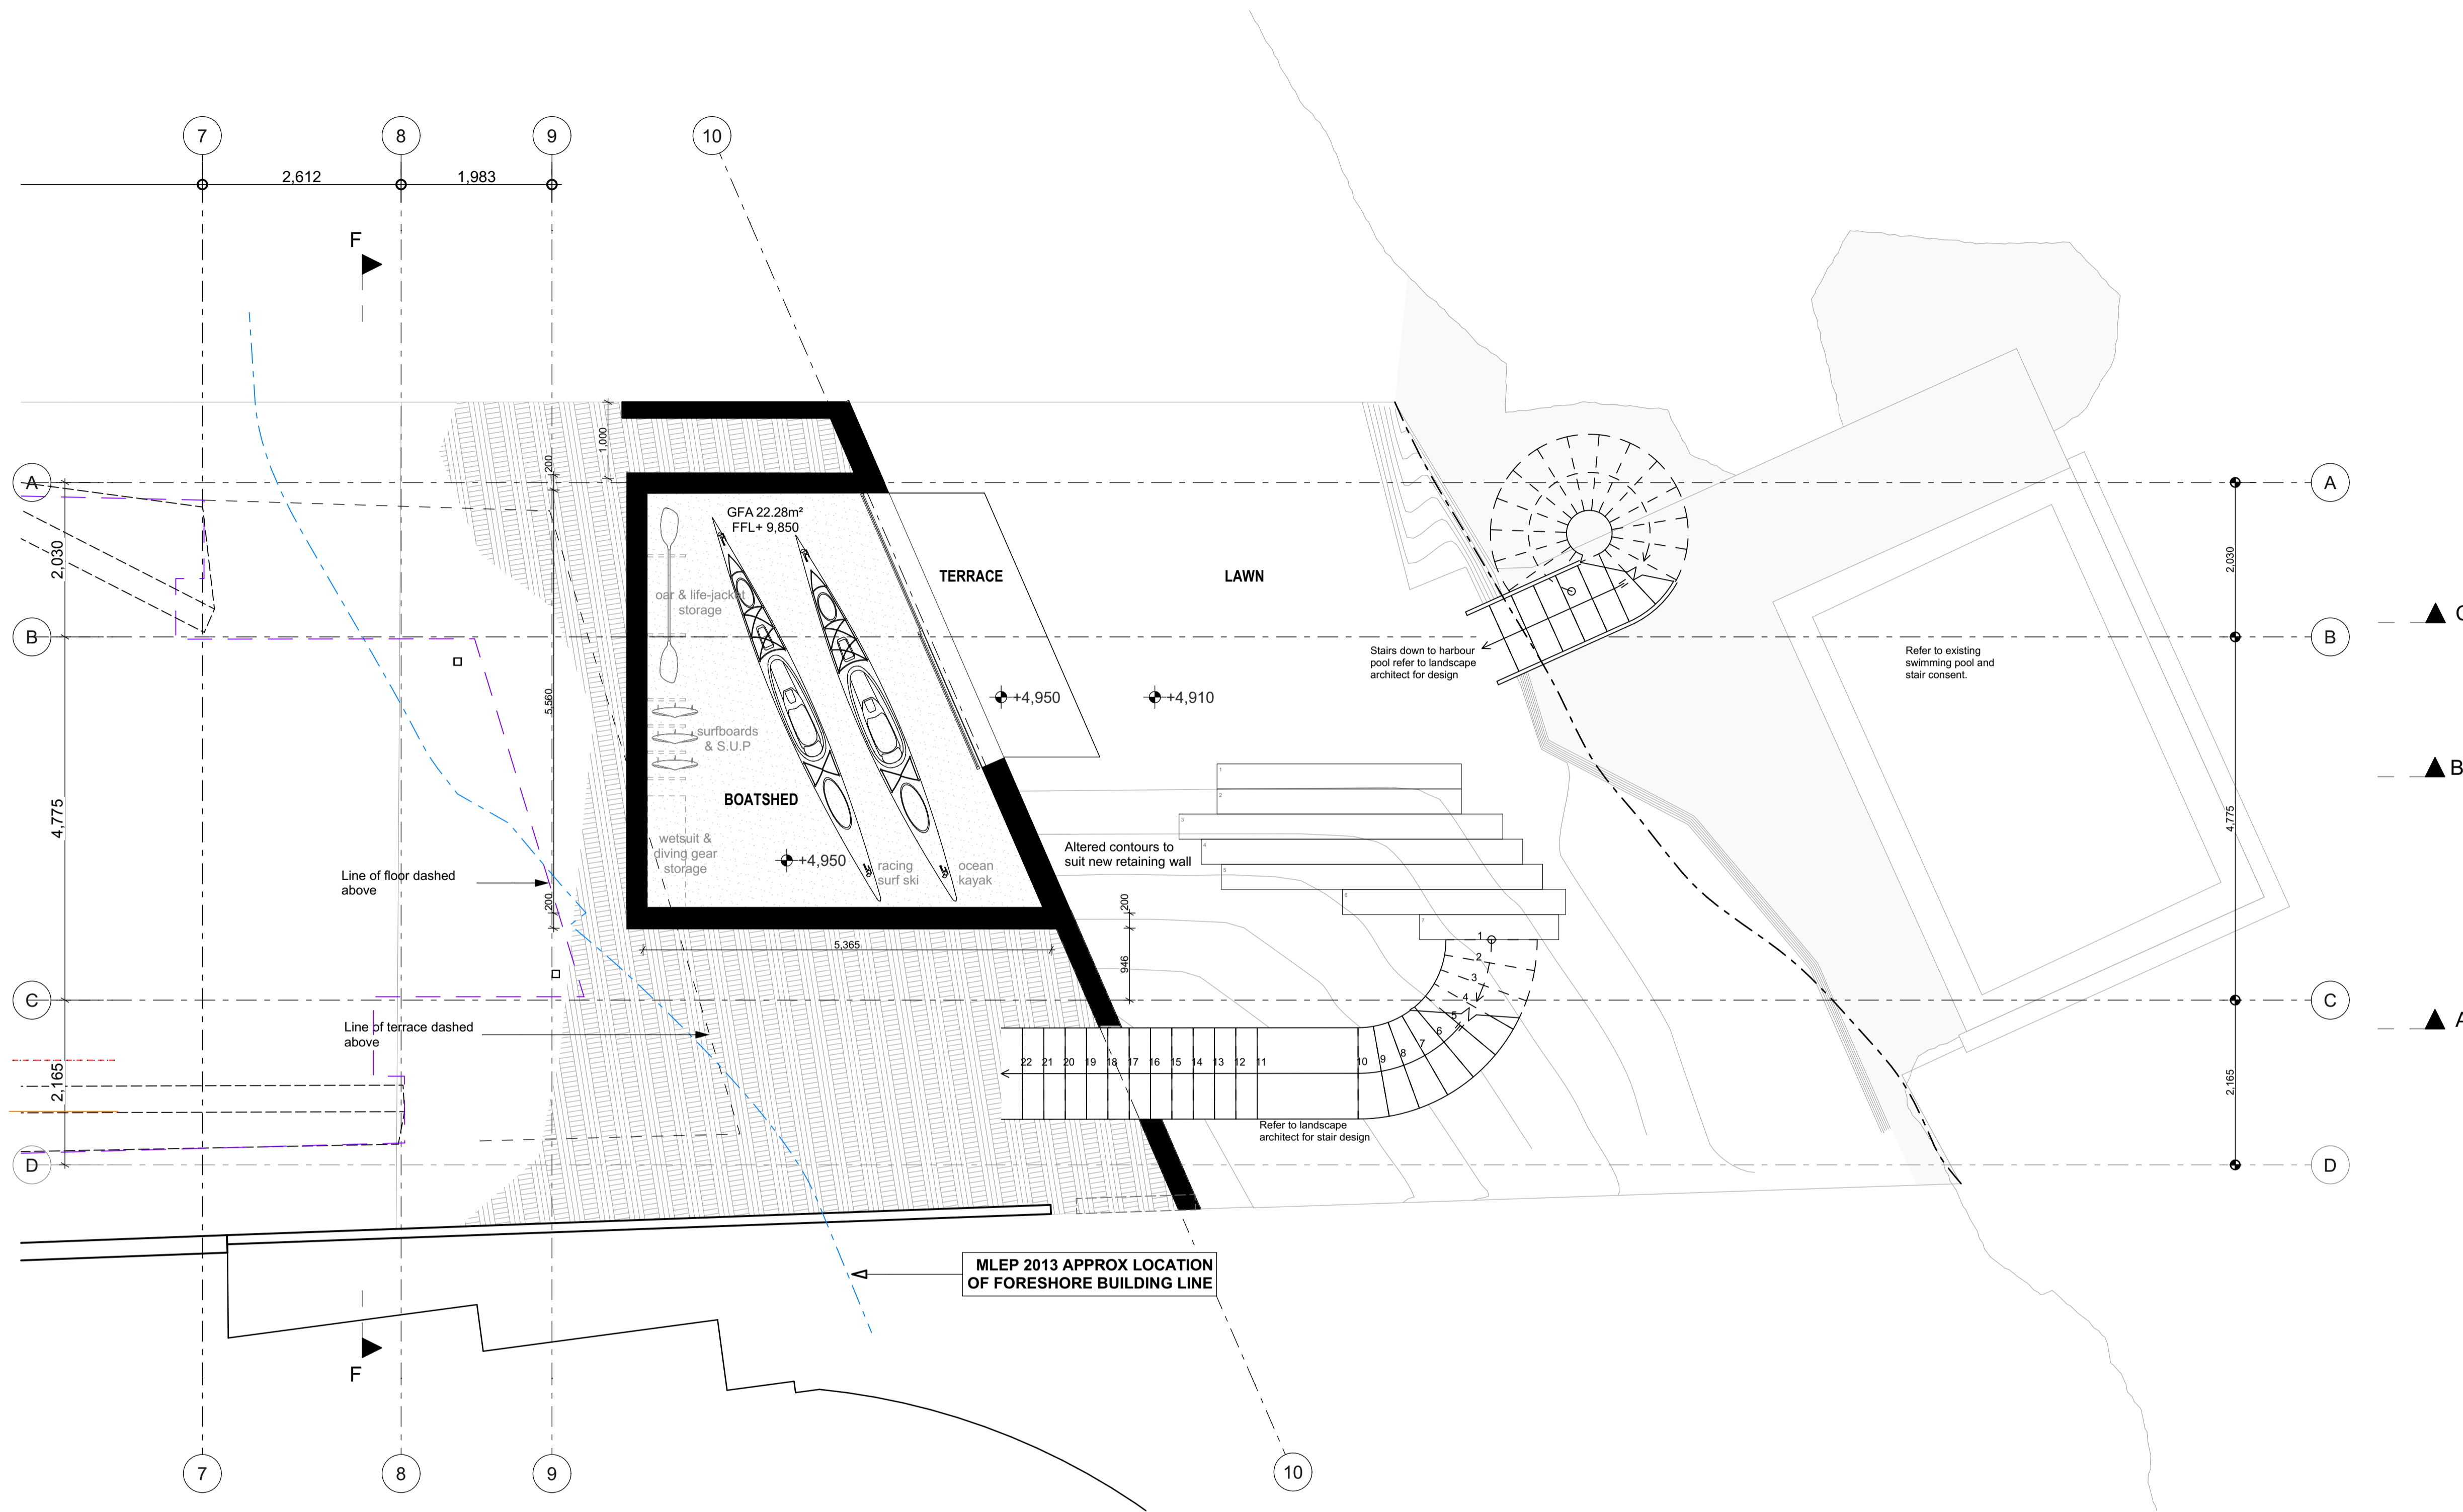 7
8
9
10
2,612
1,983
F
1,000
200
A
A
GFA 22.28m²
FFL+ 9,850
2,030
2,030
oar & life-jacket
storage
TERRACE
LAWN
B
B
Stairs down to harbour
pool refer to landscape
architect for design
Refer to existing
swimming pool and
stair consent.
5,560
+4,950
+4,910
surfboards
& S.U.P
B
BOATSHED
4,775
4,775
1
2
3
4
5
6
7
wetsuit &
diving gear
storage
+4,950
racing
surf ski
ocean
kayak
Altered contours to
suit new retaining wall
Line of floor dashed
above
200
200
5,365
946
1
2
3
4
5
6
7
8
9
10
11
12
13
14
15
16
17
18
19
20
21
22
C
C
Line of terrace dashed
above
2,165
2,165
Refer to landscape
architect for stair design
D
D
MLEP 2013 APPROX LOCATION
OF FORESHORE BUILDING LINE
F
7
8
9
10